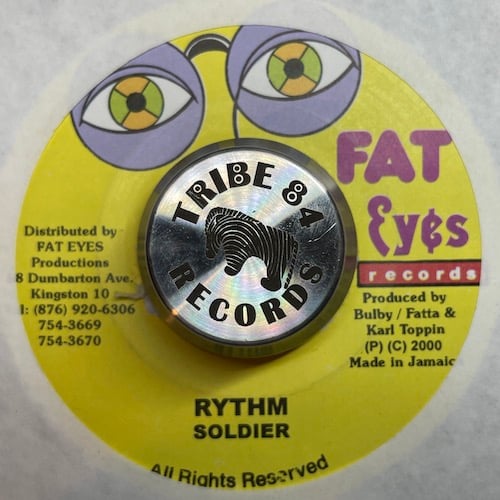 FAT
Eyes
records
TRIBE 84
RECORDS
Distributed by
FAT EYES
Productions
8 Dumbarton Ave.
Kingston 10
l: (876) 920-6306
754-3669
754-3670
Produced by
Bulby / Fatta &
Karl Toppin
(P) (C) 2000
Made in Jamaic
RYTHM
SOLDIER
All Rights Reserved